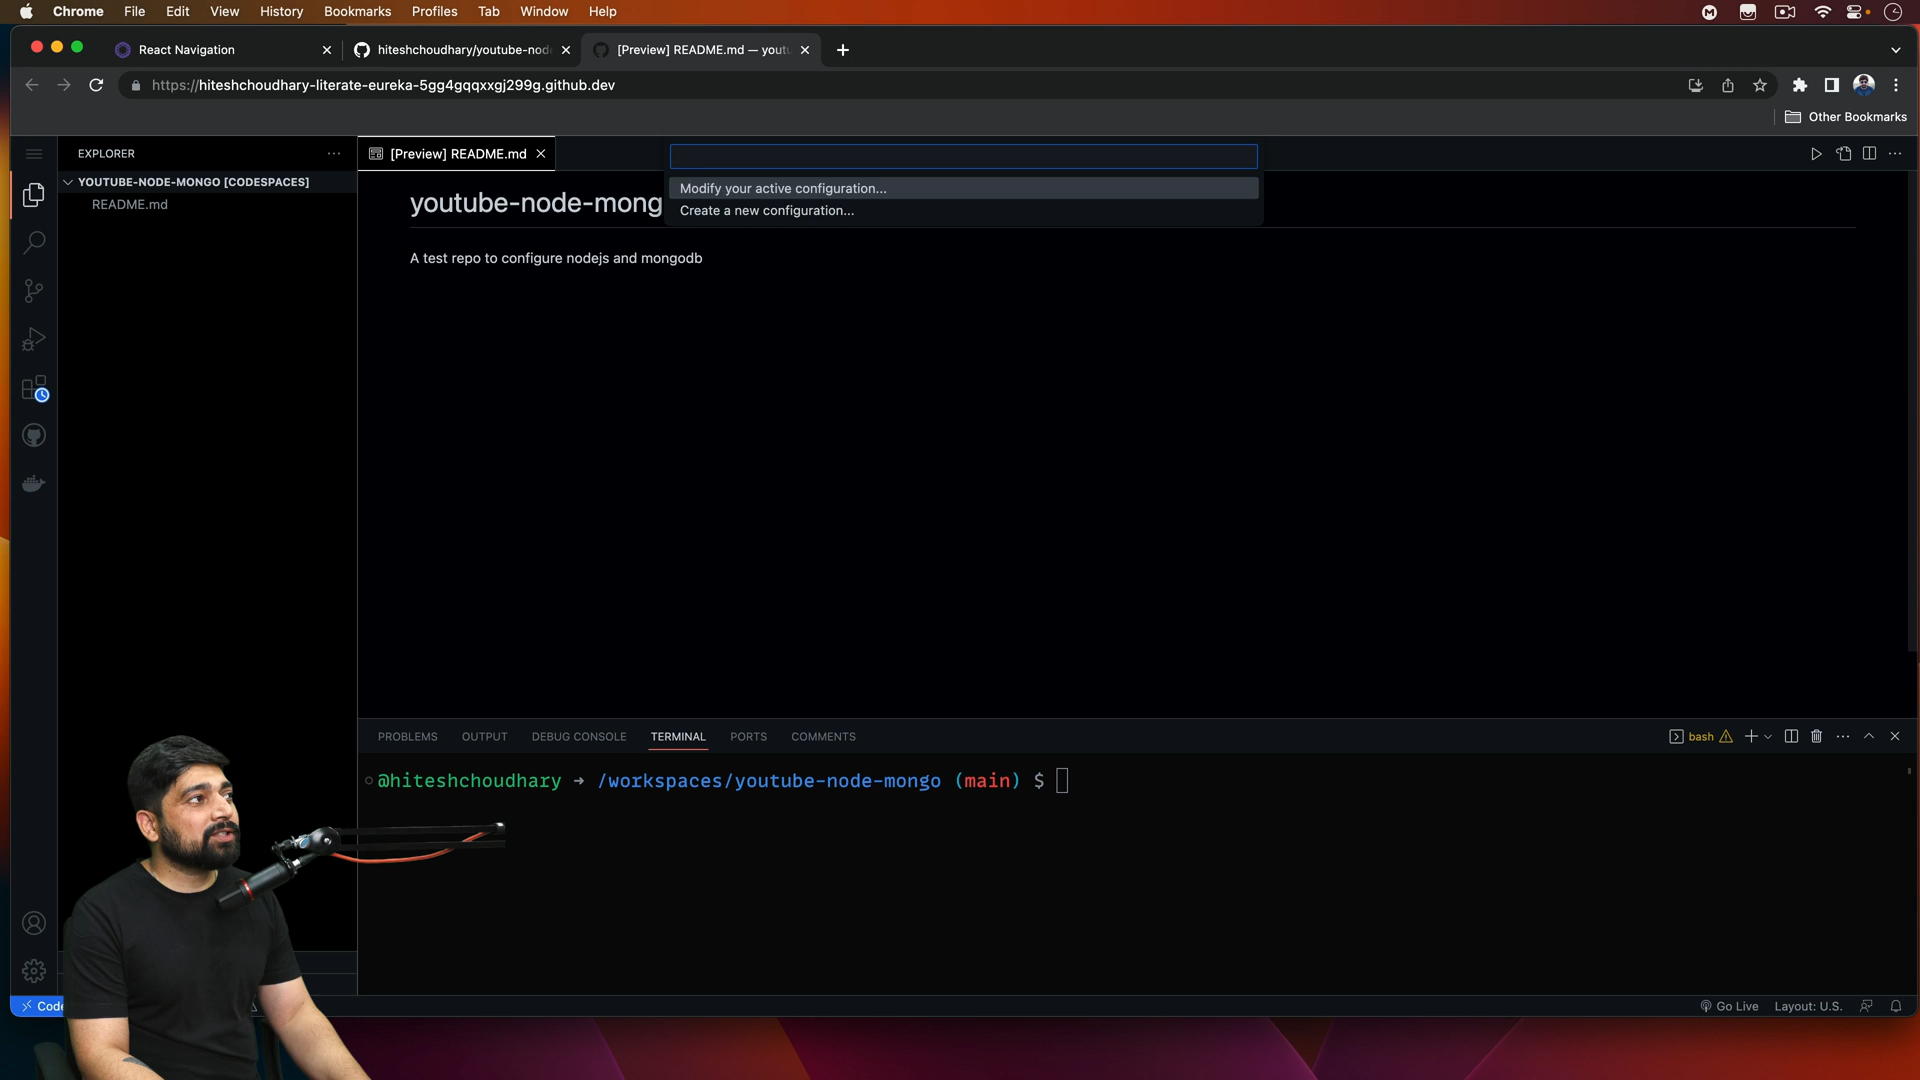 Chrome File Edit View History Bookmarks Profiles Tab Window Help
React Navigation
hiteshchoudhary/youtube-nod
[Preview] README.md — yout
https://hiteshchoudhary-literate-eureka-5gg4gqqxxgj299g.github.dev
Other Bookmarks
EXPLORER
[Preview] README.md
YOUTUBE-NODE-MONGO [CODESPACES]
README.md
Modify your active configuration...
Create a new configuration...
youtube-node-mong
A test repo to configure nodejs and mongodb
PROBLEMS OUTPUT DEBUG CONSOLE TERMINAL PORTS COMMENTS
bash
@hiteshchoudhary → /workspaces/youtube-node-mongo (main) $
Code
Go Live Layout: U.S.